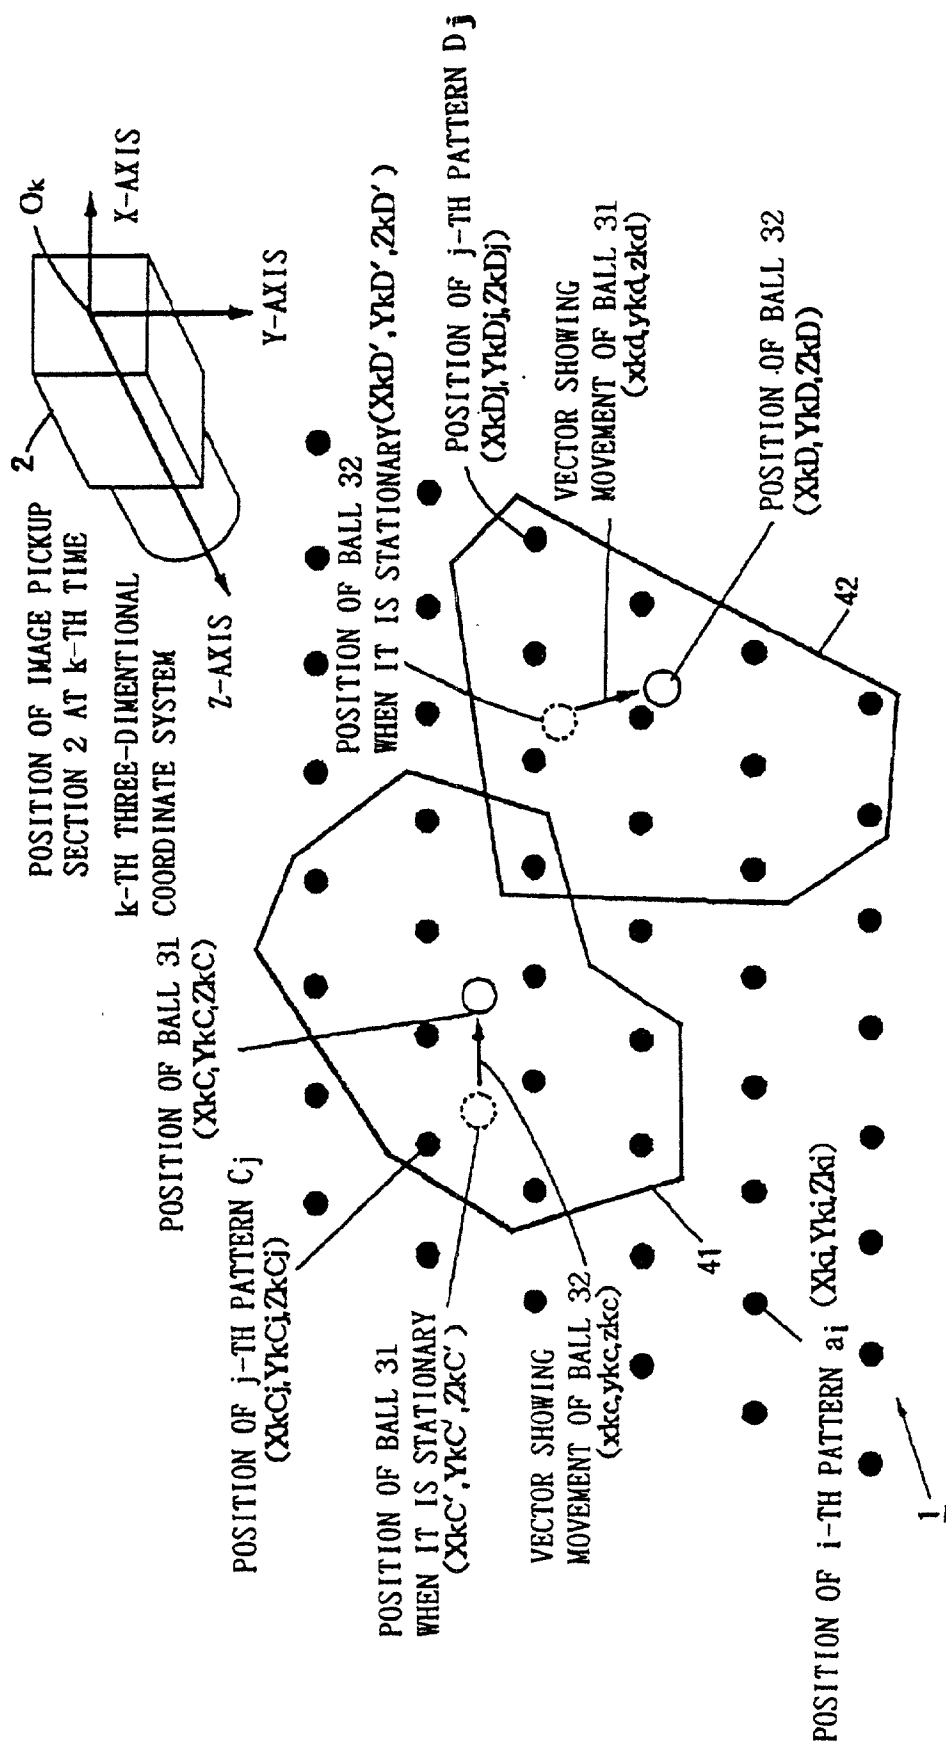 POSITION OF IMAGE PICKUP
SECTION 2 AT k-TH TIME
k-TH THREE-DIMENTIONAL
COORDINATE SYSTEM
2
Ok
X-AXIS
Y-AXIS
Z-AXIS
POSITION OF BALL 31
(XkC,YkC,ZkC)
POSITION OF j-TH PATTERN Cj
(XkCj,YkCj,ZkCj)
POSITION OF BALL 31
WHEN IT IS STATIONARY
(XkC',YkC',ZkC')
VECTOR SHOWING
MOVEMENT OF BALL 32
(xkc,ykc,zkc)
41
POSITION OF BALL 32
WHEN IT IS STATIONARY(XkD',YkD',ZkD')
POSITION OF j-TH PATTERN Dj
(XkDj,YkDj,ZkDj)
VECTOR SHOWING
MOVEMENT OF BALL 31
(xkd,ykd,zkd)
POSITION OF BALL 32
(XkD,YkD,ZkD)
42
POSITION OF i-TH PATTERN ai (Xki,Yki,Zki)
1